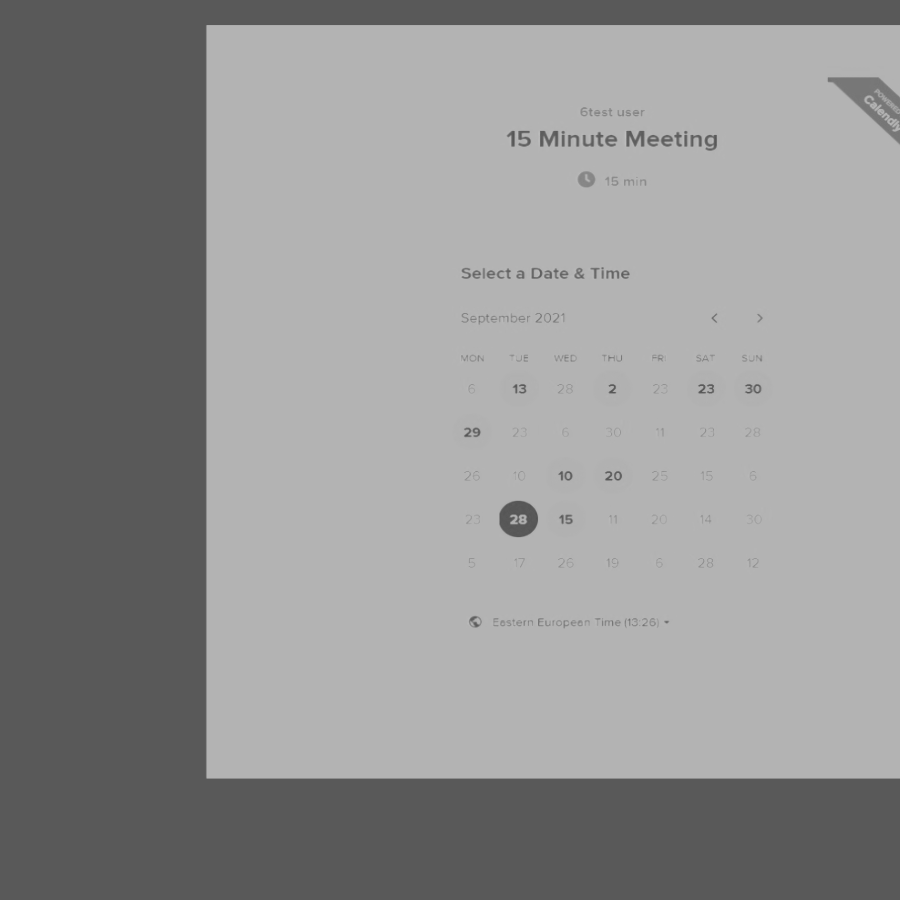 6test user
15 Minute Meeting
15 min
POWERED
Calendly
Select a Date & Time
September 2021
MON TUE WED THU FRI SAT SUN
6 13 28 2 23 23 30
29 23 6 30 11 23 28
26 10 10 20 25 15 6
23 28 15 11 20 14 30
5 17 26 19 6 28 12
Eastern European Time (13:26)